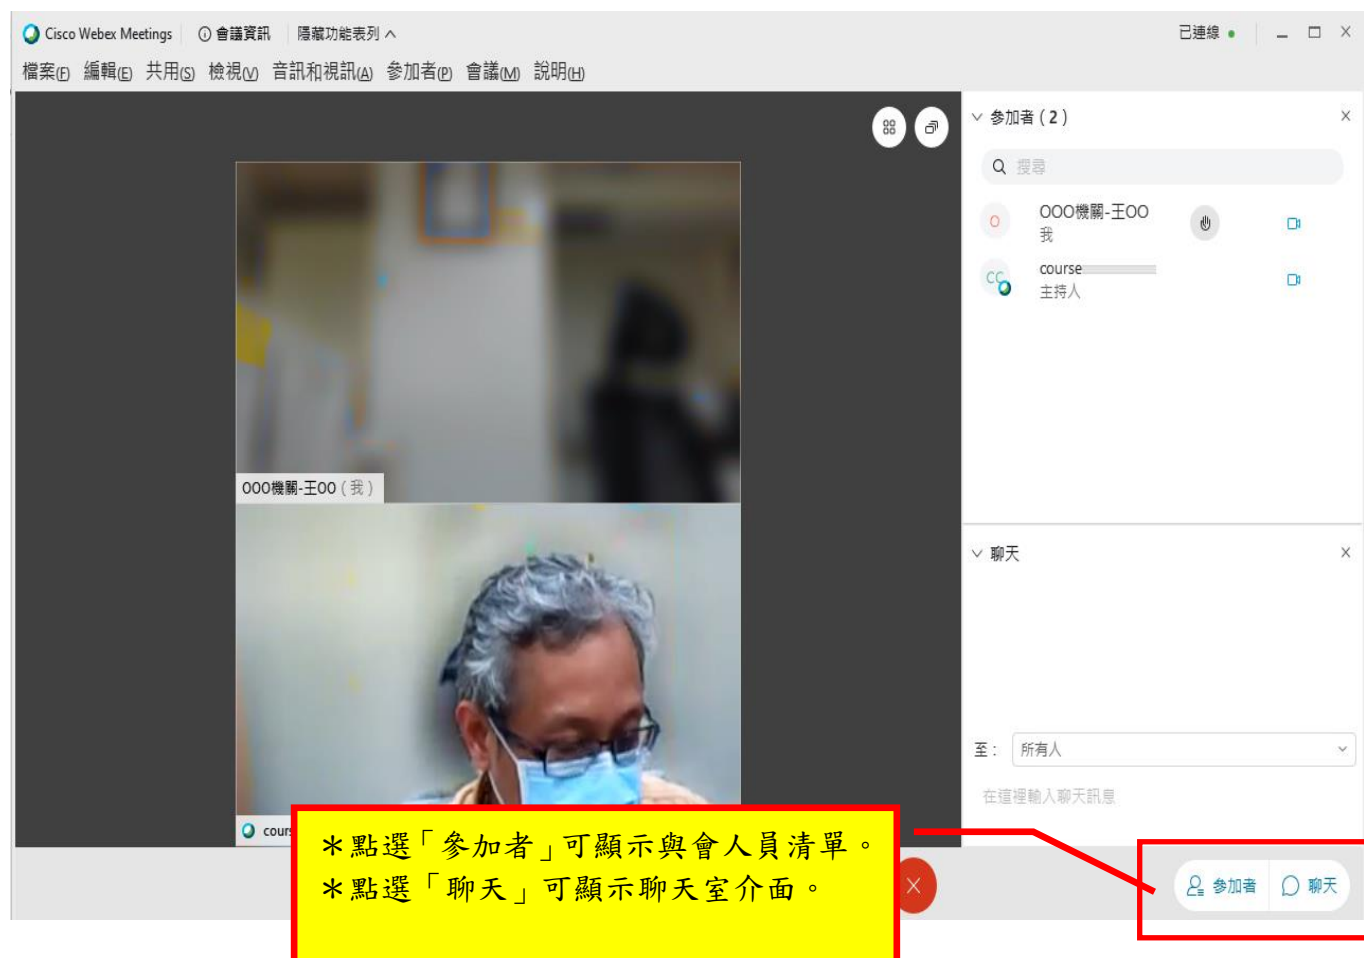 Cisco Webex Meetings 會議資訊 隱藏功能表列 已連線
檔案(F) 編輯(E) 共用(S) 檢視(V) 音訊和視訊(A) 參加者(P) 會議(M) 說明(H)
參加者(2)
搜尋
O OOO機關-王OO
我
CC course
主持人
OOO機關-王OO(我)
聊天
至: 所有人
在這裡輸入聊天訊息
cours
＊點選「參加者」可顯示與會人員清單。
＊點選「聊天」可顯示聊天室介面。
參加者 聊天